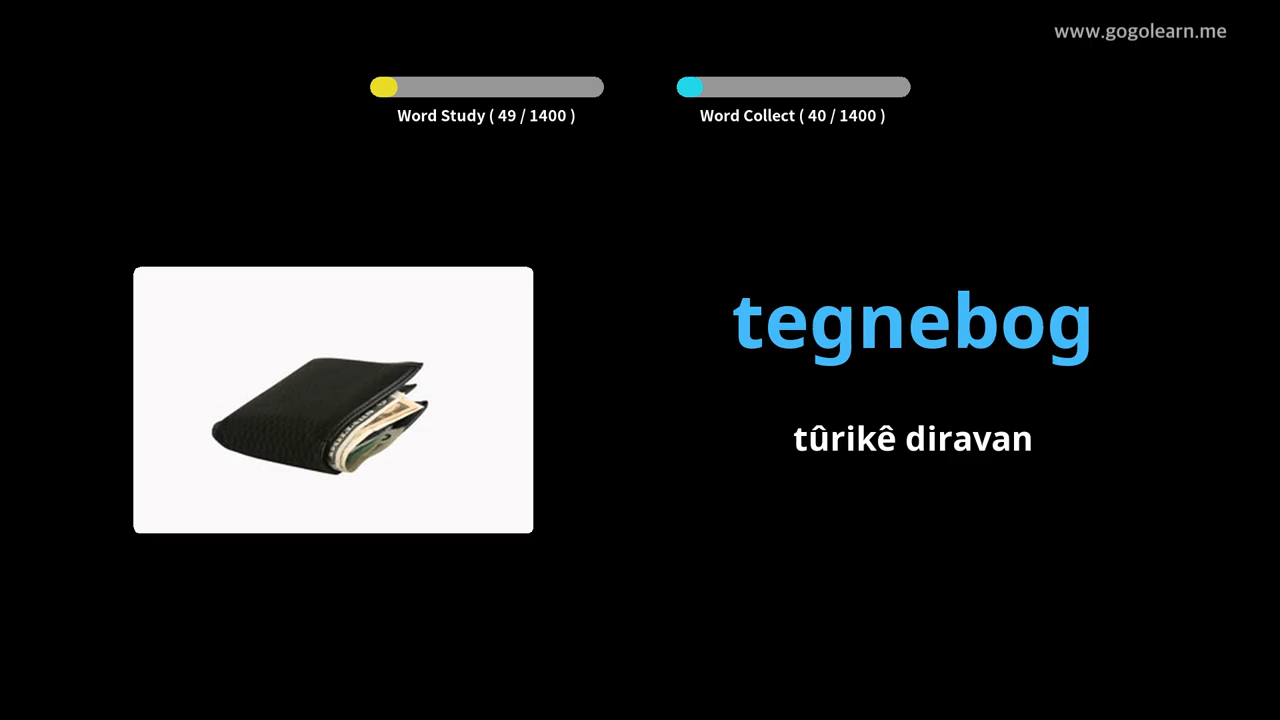 www.gogolearn.me
Word Study ( 49 / 1400 )
Word Collect ( 40 / 1400 )
tegnebog
tûrikê diravan